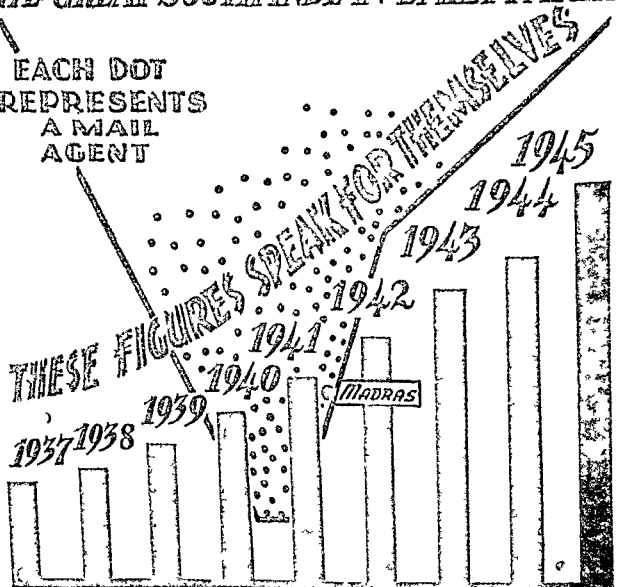 EACH DOT
REPRESENTS
A MAIL
AGENT
THESE FIGURES SPEAK FOR THEMSELVES
1937
1938
1939
1940
1941
1942
1943
1944
1945
MADRAS